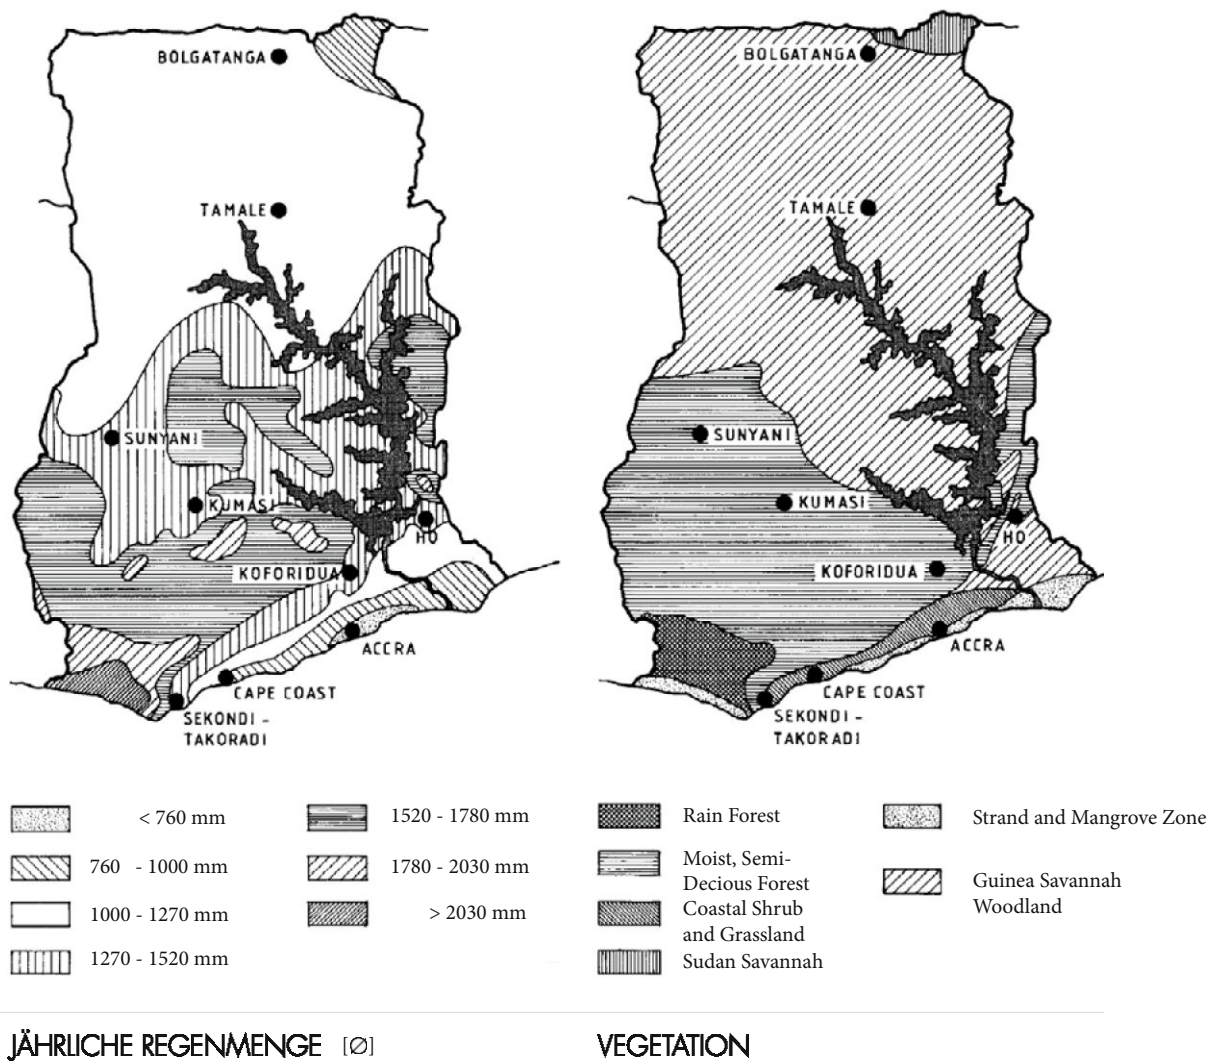 BOLGATANGA
TAMALE
SUNYANI
KUMASI
HO
KOFORIDUA
ACCRA
CAPE COAST
SEKONDI -
TAKORADI
BOLGATANGA
TAMALE
SUNYANI
KUMASI
HO
KOFORIDUA
ACCRA
CAPE COAST
SEKONDI -
TAKORADI
< 760 mm
760 - 1000 mm
1000 - 1270 mm
1270 - 1520 mm
1520 - 1780 mm
1780 - 2030 mm
> 2030 mm
Rain Forest
Moist, Semi-
Decious Forest
Coastal Shrub
and Grassland
Sudan Savannah
Strand and Mangrove Zone
Guinea Savannah
Woodland
JÄHRLICHE REGENMENGE [Ø]
VEGETATION